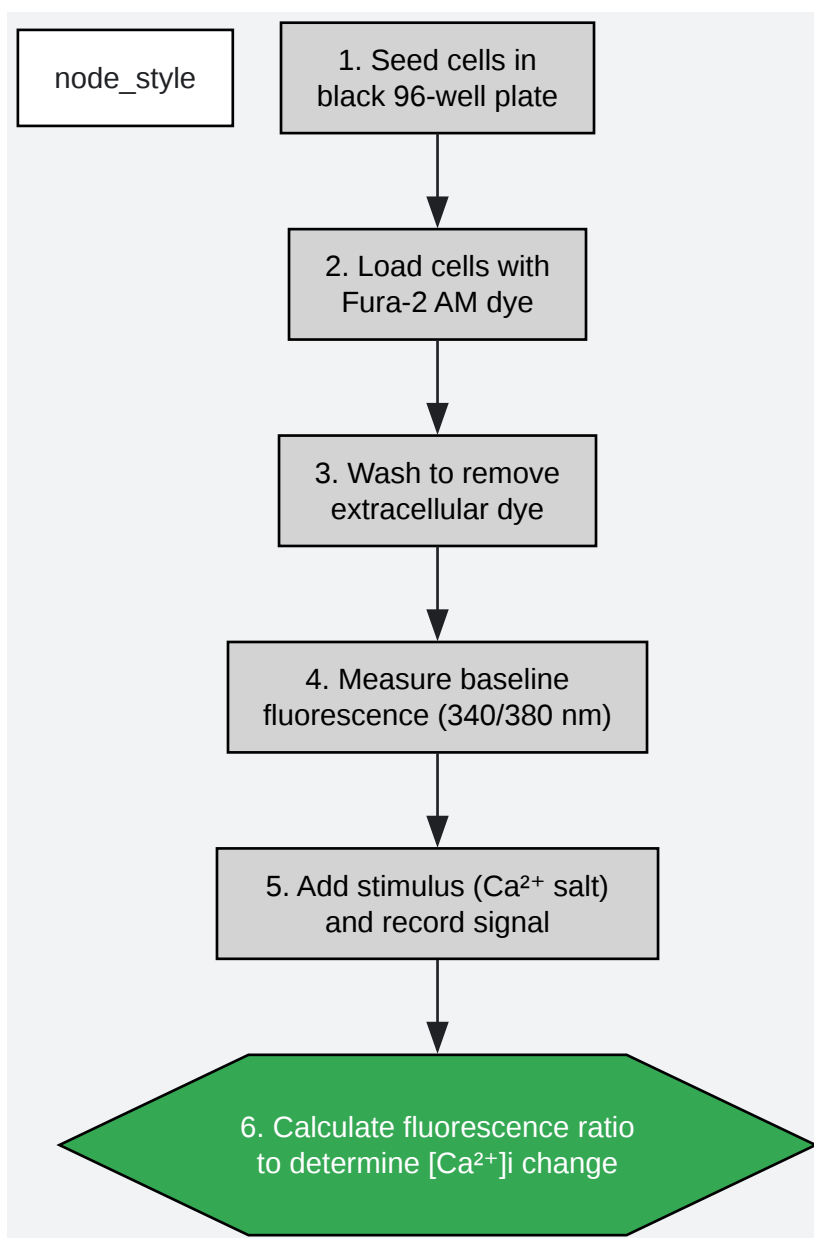 node_style
1. Seed cells in
black 96-well plate
2. Load cells with
Fura-2 AM dye
3. Wash to remove
extracellular dye
4. Measure baseline
fluorescence (340/380 nm)
5. Add stimulus (Ca²⁺ salt)
and record signal
6. Calculate fluorescence ratio
to determine [Ca²⁺]i change